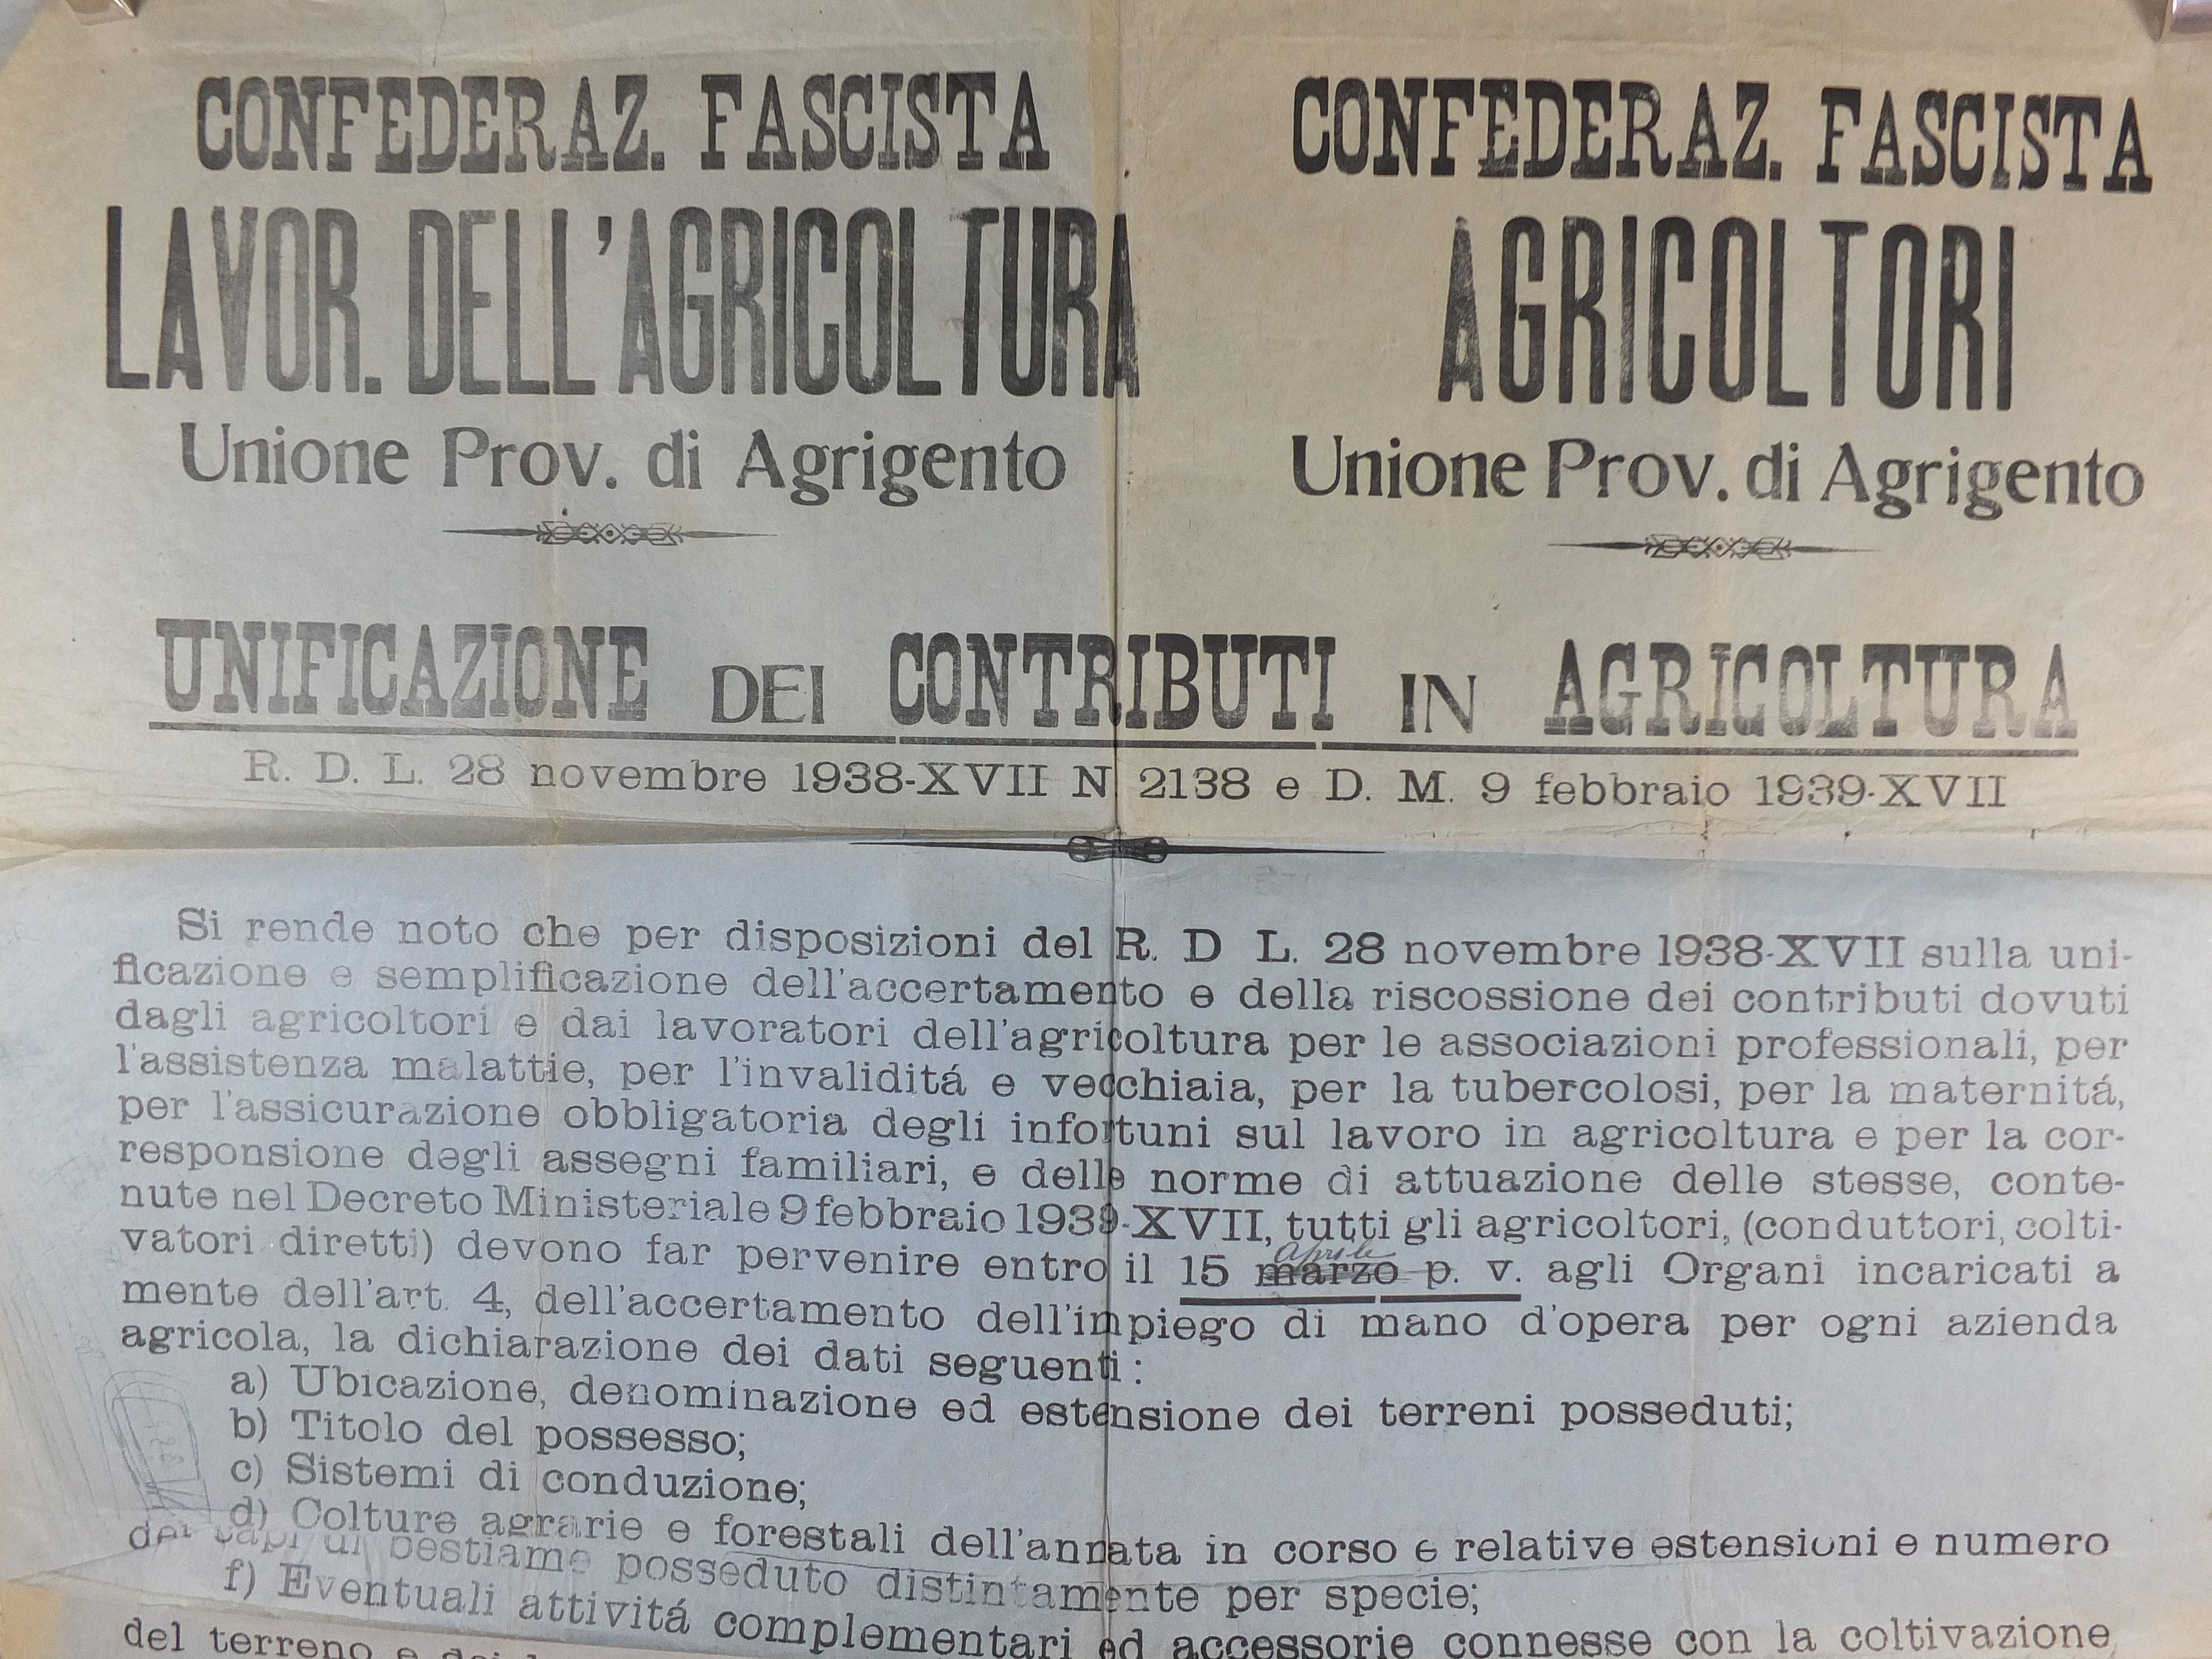 CONFEDERAZ. FASCISTA
LAVOR. DELL'AGRICOLTURA
Unione Prov. di Agrigento
CONFEDERAZ. FASCISTA
AGRICOLTORI
Unione Prov. di Agrigento
UNIFICAZIONE DEI CONTRIBUTI IN AGRICOLTURA
R. D. L. 28 novembre 1938-XVII N 2138 e D. M. 9 febbraio 1939-XVII
Si rende noto che per disposizioni del R. D L. 28 novembre 1938-XVII sulla uni-
ficazione e semplificazione dell'accertamento e della riscossione dei contributi dovuti
dagli agricoltori e dai lavoratori dell'agricoltura per le associazioni professionali, per
l'assistenza malattie, per l'invaliditá e vecchiaia, per la tubercolosi, per la maternitá,
per l'assicurazione obbligatoria degli infortuni sul lavoro in agricoltura e per la cor-
responsione degli assegni familiari, e delle norme di attuazione delle stesse, conte-
nute nel Decreto Ministeriale 9 febbraio 1939-XVII, tutti gli agricoltori, (conduttori, colti-
aprile
vatori diretti) devono far pervenire entro il 15 marzo p. v. agli Organi incaricati a
mente dell'art. 4, dell'accertamento dell'impiego di mano d'opera per ogni azienda
agricola, la dichiarazione dei dati seguenti:
a) Ubicazione, denominazione ed estensione dei terreni posseduti;
b) Titolo del possesso;
c) Sistemi di conduzione;
d) Colture agrarie e forestali dell'annata in corso e relative estensioni e numero
dei capi di bestiame posseduto distintamente per specie;
f) Eventuali attivitá complementari ed accessorie connesse con la coltivazione
del terreno e